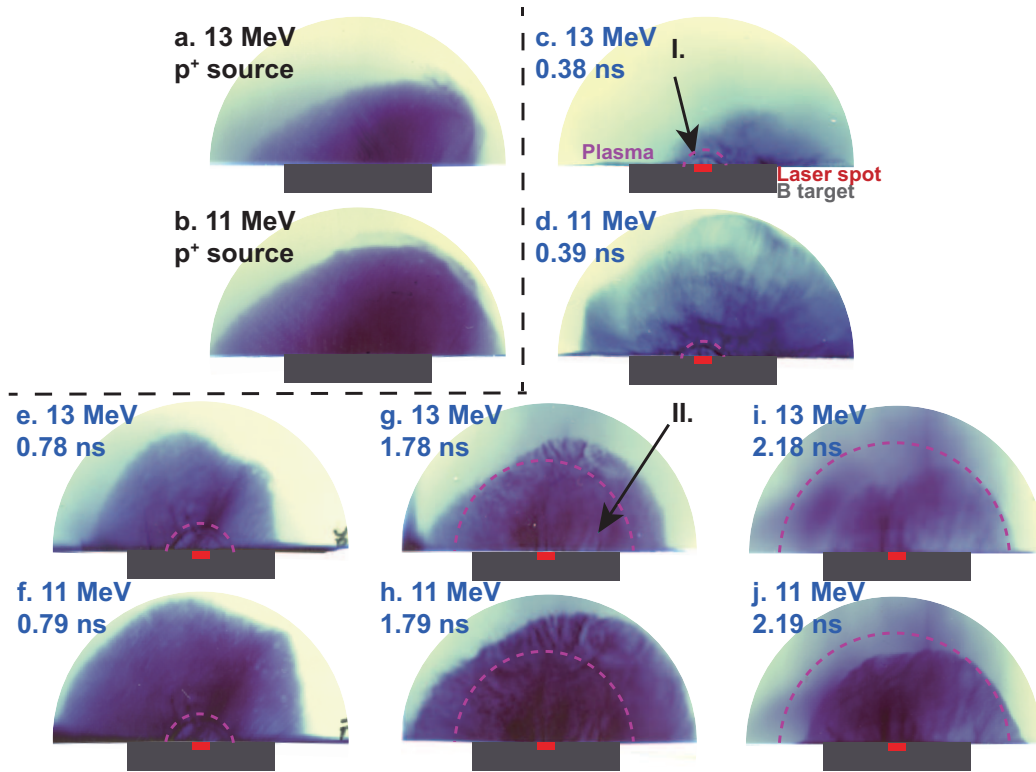 a. 13 MeV
p+ source
c. 13 MeV
0.38 ns
I.
Plasma
Laser spot
B target
b. 11 MeV
p+ source
d. 11 MeV
0.39 ns
e. 13 MeV
0.78 ns
g. 13 MeV
1.78 ns
II.
i. 13 MeV
2.18 ns
f. 11 MeV
0.79 ns
h. 11 MeV
1.79 ns
j. 11 MeV
2.19 ns